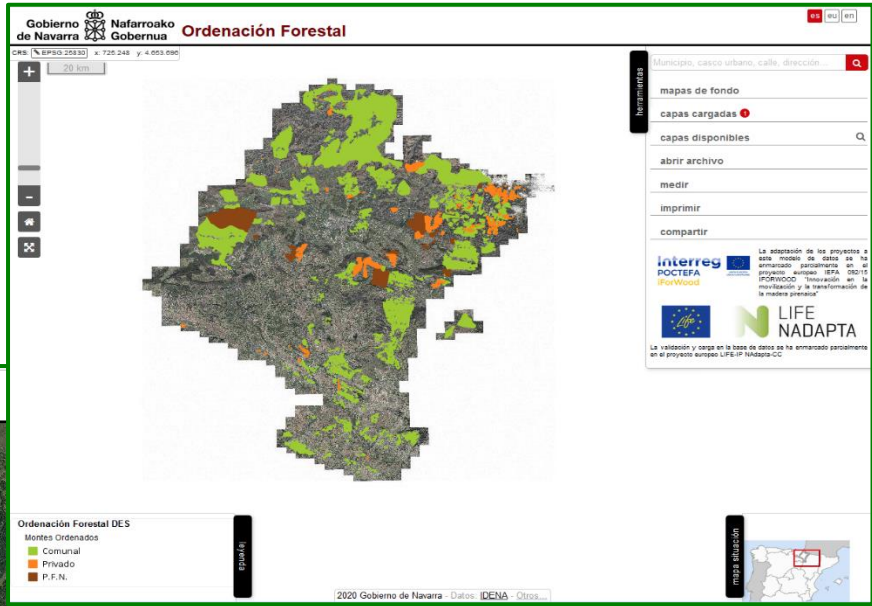 Gobierno de Navarra
Nafarroako Gobernua
Ordenación Forestal
es eu en
CRS: EPSG:25830 x: 725.248 y: 4.663.696
20 km
herramientas
Municipio, casco urbano, calle, dirección...
mapas de fondo
capas cargadas 1
capas disponibles
abrir archivo
medir
imprimir
compartir
Interreg
POCTEFA
iForWood
La adaptación de los proyectos a
este modelo de datos se ha
enmarcado parcialmente en el
proyecto europeo IEFA 092/15
IFORWOOD "Innovación en la
movilización y la transformación de
la madera pirenaica"
Life
LIFE
NADAPTA
La validación y carga en la base de datos se ha enmarcado parcialmente
en el proyecto europeo LIFE-IP NAdapta-CC
Ordenación Forestal DES
Montes Ordenados
Comunal
Privado
P.F.N.
leyenda
2020 Gobierno de Navarra - Datos: IDENA - Otros...
mapa situación